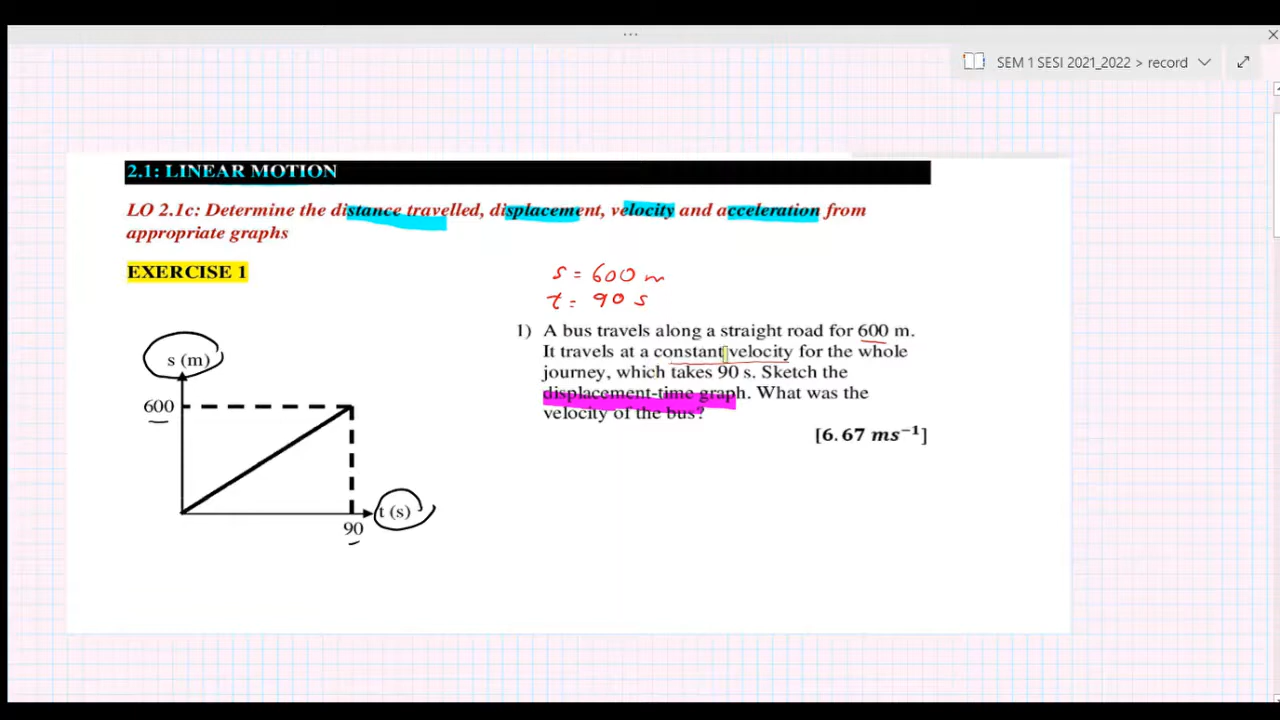 SEM 1 SESI 2021_2022 > record
2.1: LINEAR MOTION
LO 2.1c: Determine the distance travelled, displacement, velocity and acceleration from
appropriate graphs
EXERCISE 1
s = 600 m
t = 90 s
1) A bus travels along a straight road for 600 m.
It travels at a constant velocity for the whole
journey, which takes 90 s. Sketch the
displacement-time graph. What was the
velocity of the bus?
[6.67 ms⁻¹]
s (m)
600
t (s)
90